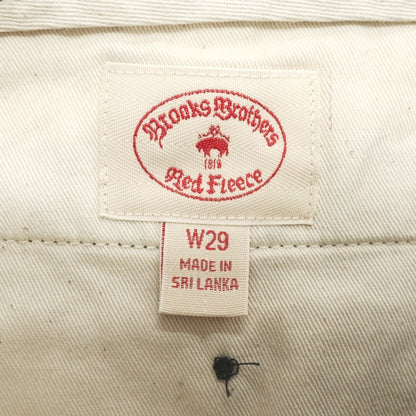 Brooks Brothers
1818
Red Fleece
W29
MADE IN
SRI LANKA